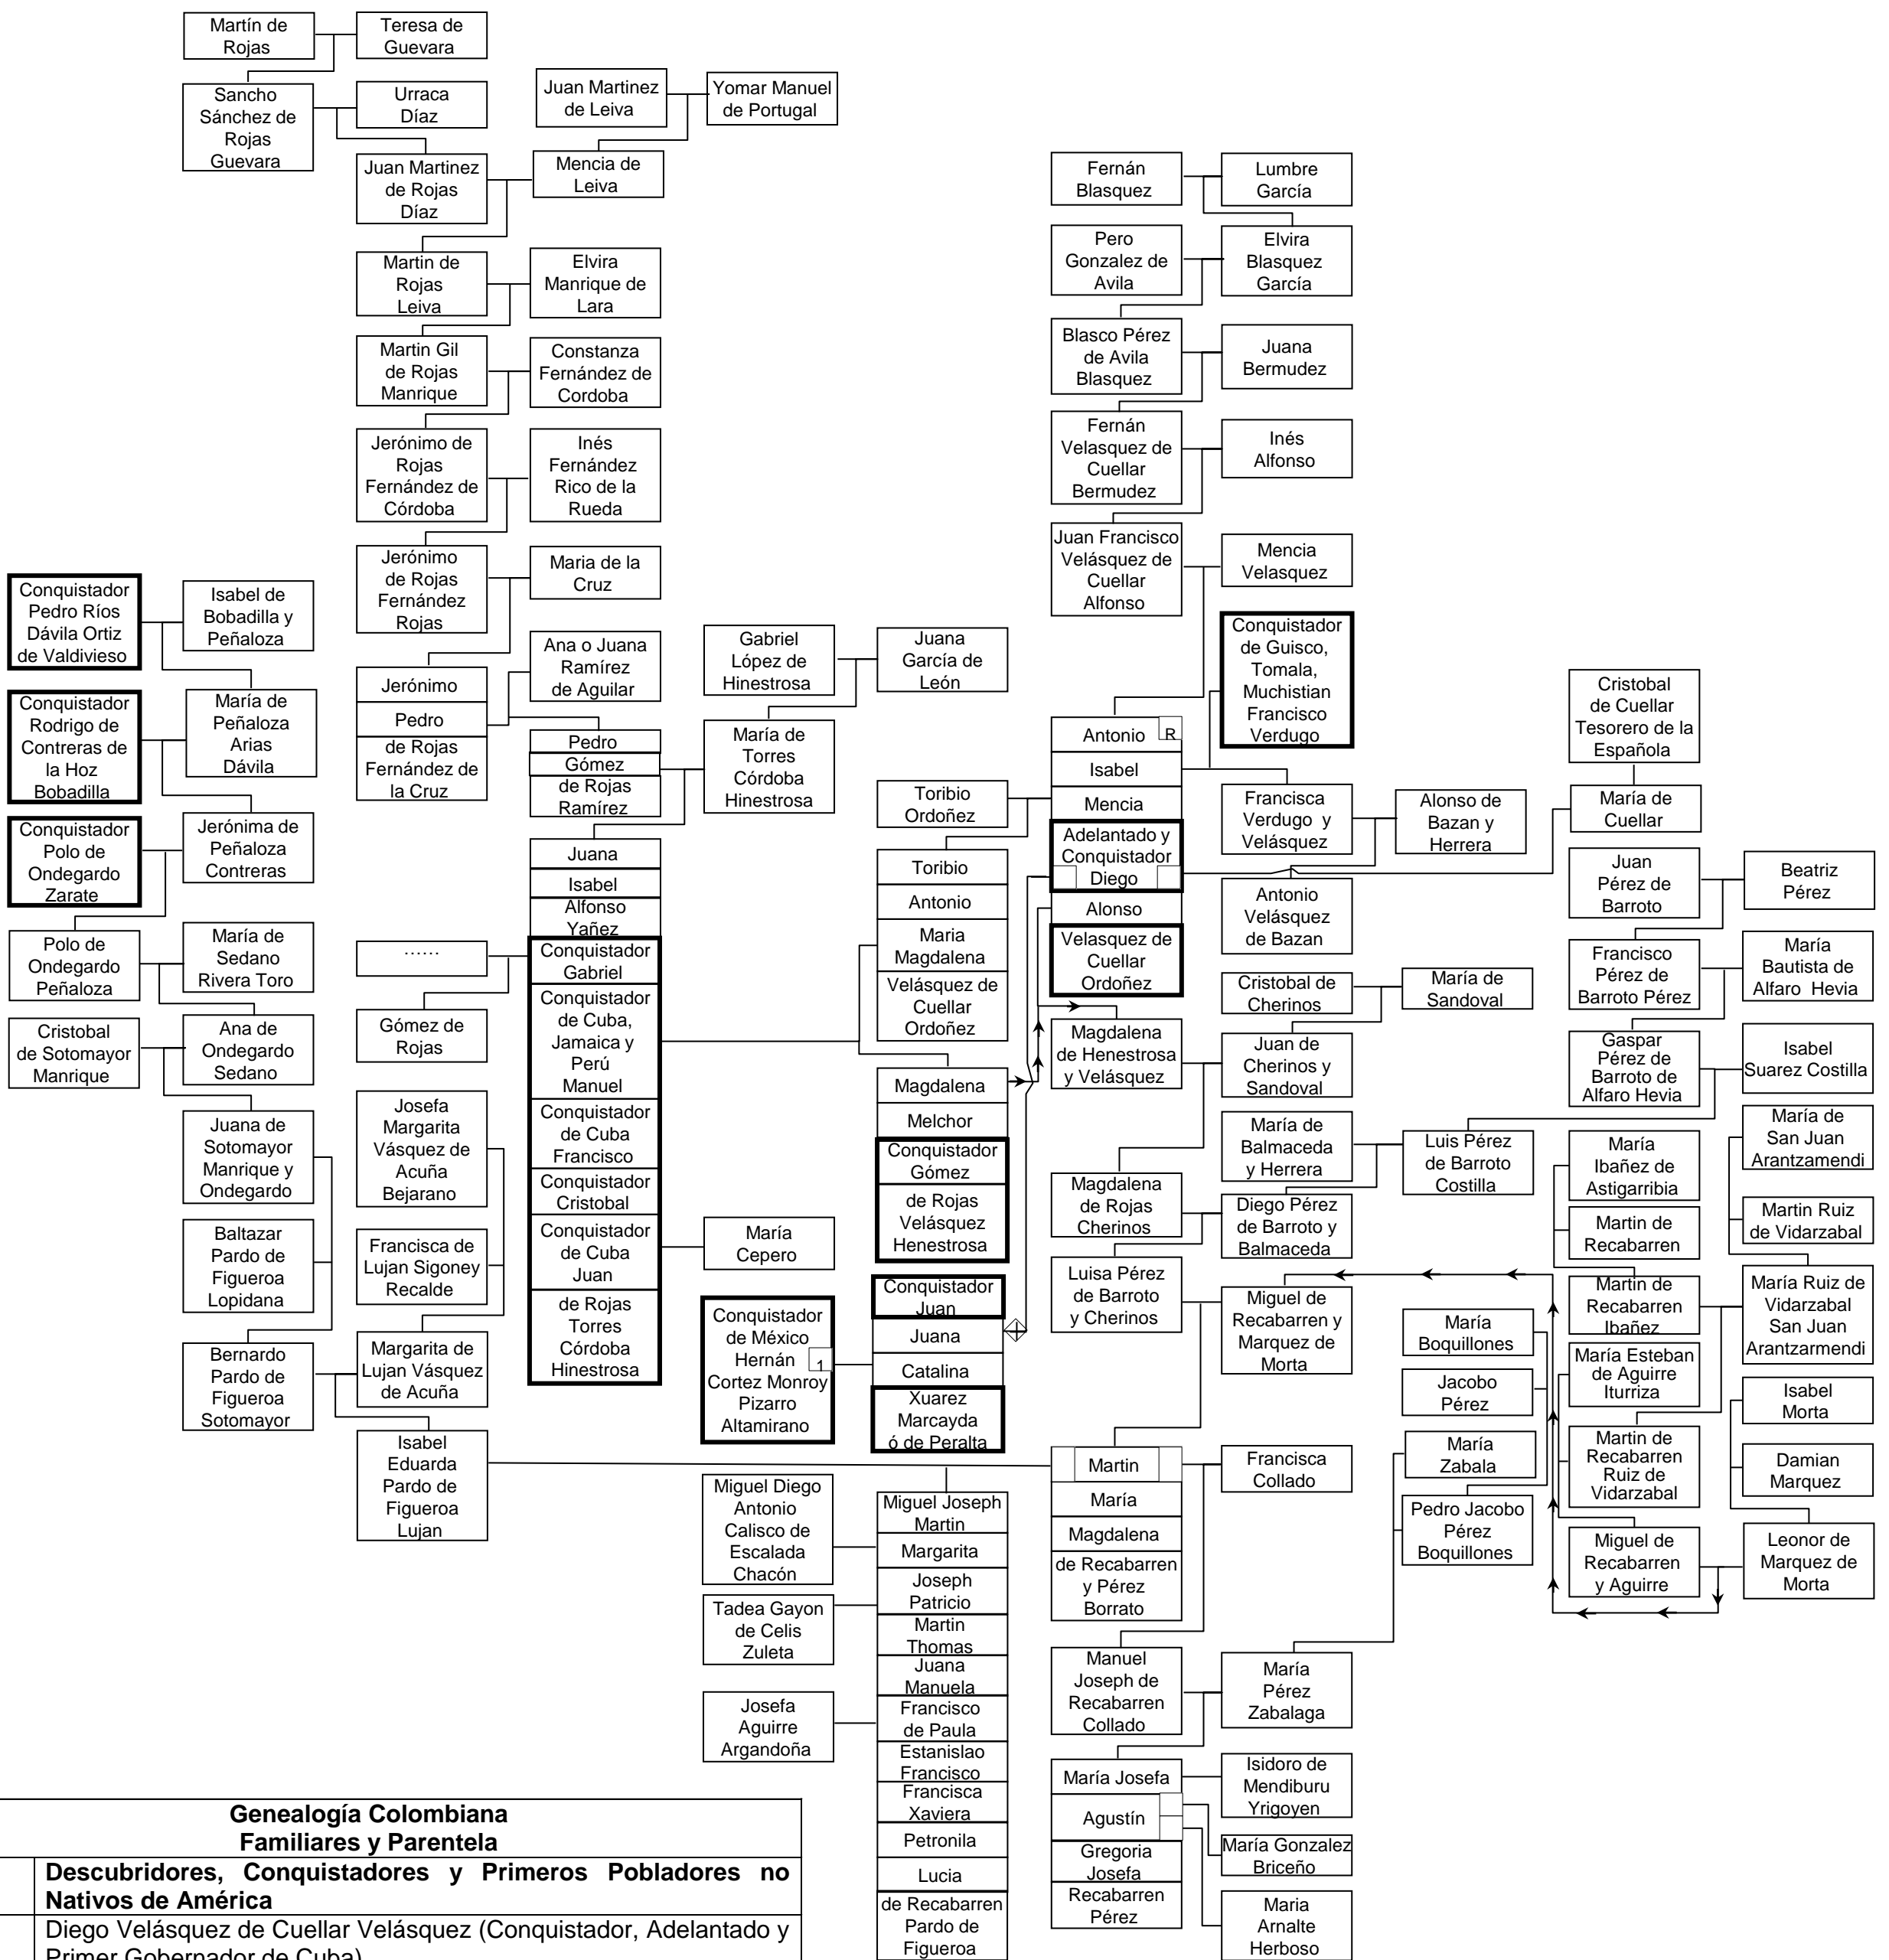 Martín de
Rojas
Teresa de
Guevara
Sancho
Sánchez de
Rojas
Guevara
Urraca
Díaz
Juan Martinez
de Leiva
Yomar Manuel
de Portugal
Juan Martinez
de Rojas
Díaz
Mencia de
Leiva
Martin de
Rojas
Leiva
Elvira
Manrique de
Lara
Martin Gil
de Rojas
Manrique
Constanza
Fernández de
Cordoba
Jerónimo de
Rojas
Fernández de
Córdoba
Inés
Fernández
Rico de la
Rueda
Jerónimo
de Rojas
Fernández
Rojas
Maria de la
Cruz
Jerónimo
Pedro
de Rojas
Fernández de
la Cruz
Ana o Juana
Ramírez
de Aguilar
Pedro
Gómez
de Rojas
Ramírez
Gabriel
López de
Hinestrosa
Juana
García de
León
María de
Torres
Córdoba
Hinestrosa
Conquistador
Pedro Ríos
Dávila Ortiz
de Valdivieso
Isabel de
Bobadilla y
Peñaloza
Conquistador
Rodrigo de
Contreras de
la Hoz
Bobadilla
María de
Peñaloza
Arias
Dávila
Conquistador
Polo de
Ondegardo
Zarate
Jerónima de
Peñaloza
Contreras
Polo de
Ondegardo
Peñaloza
María de
Sedano
Rivera Toro
Cristobal
de Sotomayor
Manrique
Ana de
Ondegardo
Sedano
Juana de
Sotomayor
Manrique y
Ondegardo
Baltazar
Pardo de
Figueroa
Lopidana
Bernardo
Pardo de
Figueroa
Sotomayor
......
Gómez de
Rojas
Josefa
Margarita
Vásquez de
Acuña
Bejarano
Francisca de
Lujan Sigoney
Recalde
Margarita de
Lujan Vásquez
de Acuña
Isabel
Eduarda
Pardo de
Figueroa
Lujan
Juana
Isabel
Alfonso
Yañez
Conquistador
Gabriel
Conquistador
de Cuba,
Jamaica y
Perú
Manuel
Conquistador
de Cuba
Francisco
Conquistador
Cristobal
Conquistador
de Cuba
Juan
de Rojas
Torres
Córdoba
Hinestrosa
María
Cepero
Conquistador
de México
Hernán 1
Cortez Monroy
Pizarro
Altamirano
Toribio
Ordoñez
Toribio
Antonio
Maria
Magdalena
Velásquez de
Cuellar
Ordoñez
Magdalena
Melchor
Conquistador
Gómez
de Rojas
Velásquez
Henestrosa
Conquistador
Juan
Juana
Catalina
Xuarez
Marcayda
ó de Peralta
Fernán
Blasquez
Lumbre
García
Pero
Gonzalez de
Avila
Elvira
Blasquez
García
Blasco Pérez
de Avila
Blasquez
Juana
Bermudez
Fernán
Velasquez de
Cuellar
Bermudez
Inés
Alfonso
Juan Francisco
Velásquez de
Cuellar
Alfonso
Mencia
Velasquez
Conquistador
de Guisco,
Tomala,
Muchistian
Francisco
Verdugo
Antonio R
Isabel
Mencia
Adelantado y
Conquistador
Diego
Alonso
Velasquez de
Cuellar
Ordoñez
Francisca
Verdugo y
Velásquez
Alonso de
Bazan y
Herrera
Antonio
Velásquez
de Bazan
Cristobal
de Cuellar
Tesorero de la
Española
María de
Cuellar
Juan
Pérez de
Barroto
Beatriz
Pérez
Francisco
Pérez de
Barroto Pérez
María
Bautista de
Alfaro Hevia
Gaspar
Pérez de
Barroto de
Alfaro Hevia
Isabel
Suarez Costilla
Cristobal de
Cherinos
María de
Sandoval
Magdalena
de Henestrosa
y Velásquez
Juan de
Cherinos y
Sandoval
María de
Balmaceda
y Herrera
Luis Pérez
de Barroto
Costilla
Magdalena
de Rojas
Cherinos
Diego Pérez
de Barroto y
Balmaceda
Luisa Pérez
de Barroto
y Cherinos
Miguel de
Recabarren y
Marquez de
Morta
María
Ibañez de
Astigarribia
Martin de
Recabarren
María de
San Juan
Arantzamendi
Martin Ruiz
de Vidarzabal
Martin de
Recabarren
Ibañez
María Ruiz de
Vidarzabal
San Juan
Arantzarmendi
María Esteban
de Aguirre
Iturriza
Martin de
Recabarren
Ruiz de
Vidarzabal
Isabel
Morta
Damian
Marquez
Miguel de
Recabarren
y Aguirre
Leonor de
Marquez de
Morta
María
Boquillones
Jacobo
Pérez
María
Zabala
Pedro Jacobo
Pérez
Boquillones
Martin
María
Magdalena
de Recabarren
y Pérez
Borrato
Francisca
Collado
Manuel
Joseph de
Recabarren
Collado
María
Pérez
Zabalaga
María Josefa
Agustín
Gregoria
Josefa
Recabarren
Pérez
Isidoro de
Mendiburu
Yrigoyen
María Gonzalez
Briceño
Maria
Arnalte
Herboso
Miguel Diego
Antonio
Calisco de
Escalada
Chacón
Tadea Gayon
de Celis
Zuleta
Josefa
Aguirre
Argandoña
Miguel Joseph
Martin
Margarita
Joseph
Patricio
Martin
Thomas
Juana
Manuela
Francisco
de Paula
Estanislao
Francisco
Francisca
Xaviera
Petronila
Lucia
de Recabarren
Pardo de
Figueroa
Genealogía Colombiana
Familiares y Parentela
Descubridores, Conquistadores y Primeros Pobladores no
Nativos de América
Diego Velásquez de Cuellar Velásquez (Conquistador, Adelantado y
Primer Gobernador de Cuba)